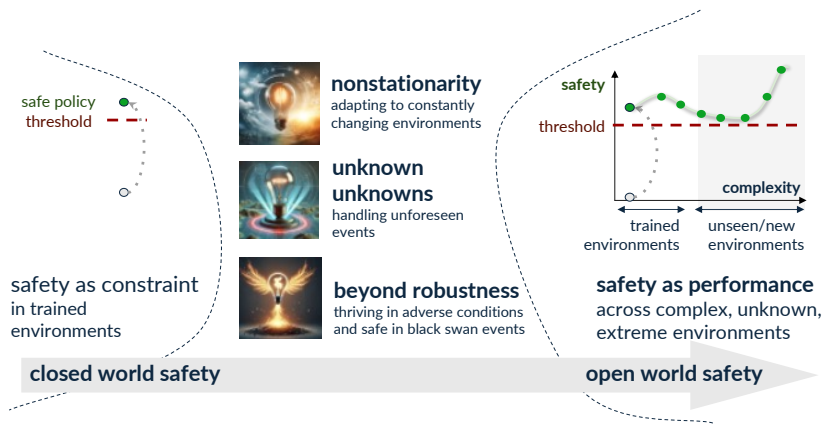 safe policy
threshold
safety as constraint
in trained
environments
nonstationarity
adapting to constantly
changing environments
unknown
unknowns
handling unforeseen
events
beyond robustness
thriving in adverse conditions
and safe in black swan events
safety
threshold
complexity
trained
environments
unseen/new
environments
safety as performance
across complex, unknown,
extreme environments
closed world safety
open world safety